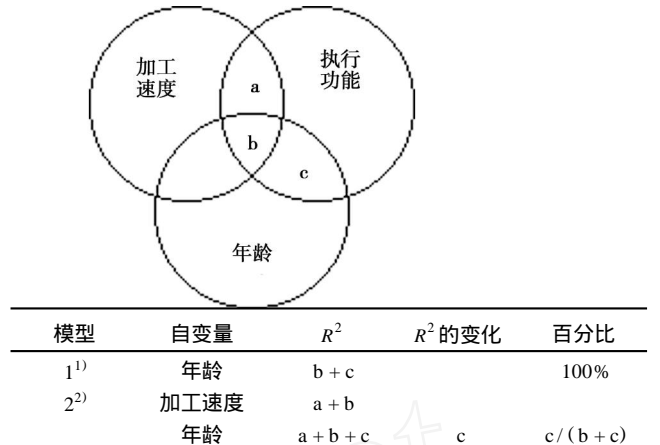 加工
速度
执行
功能
a
b
c
年龄
模型 自变量 R² R²的变化 百分比
1¹⁾ 年龄 b + c 100%
2²⁾ 加工速度 a + b
年龄 a + b + c c c/(b + c)